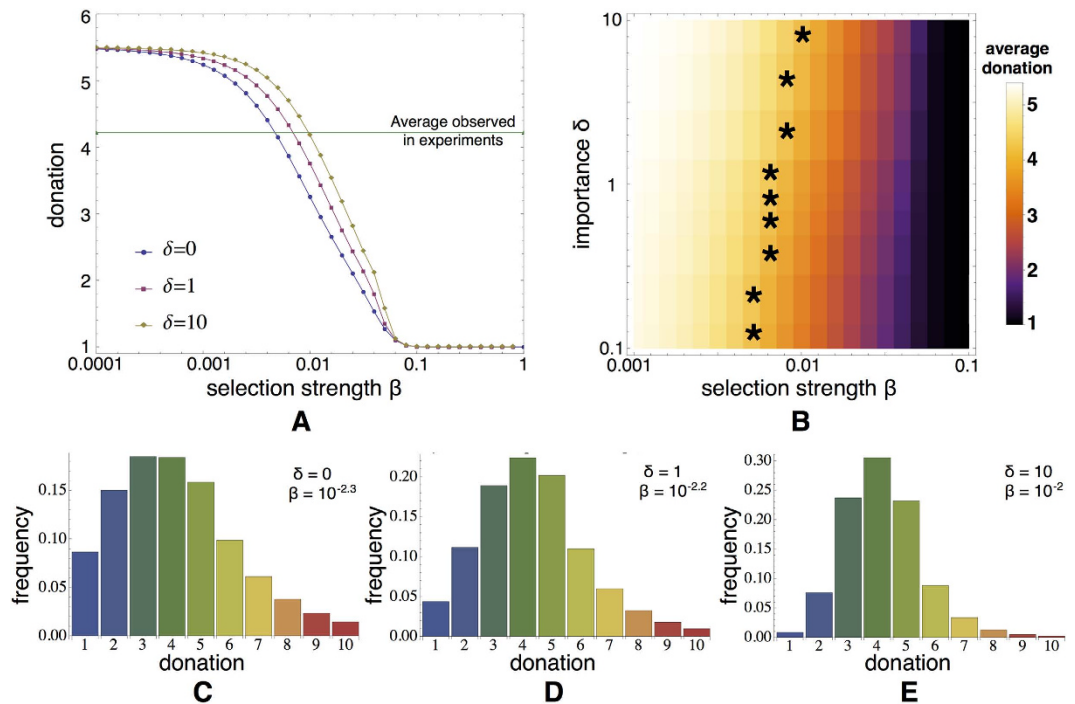 6
5
4
3
2
1
donation
Average observed
in experiments
δ=0
δ=1
δ=10
0.0001
0.01
0.1
1
selection strength β
A
10
1
0.1
importance δ
0.001
0.01
0.1
selection strength β
B
average
donation
5
4
3
2
1
0.15
0.10
0.05
0.00
frequency
δ = 0
β = 10^-2.3
1 2 3 4 5 6 7 8 9 10
donation
C
0.20
0.15
0.10
0.05
0.00
frequency
δ = 1
β = 10^-2.2
1 2 3 4 5 6 7 8 9 10
donation
D
0.30
0.25
0.20
0.15
0.10
0.05
0.00
frequency
δ = 10
β = 10^-2
1 2 3 4 5 6 7 8 9 10
donation
E